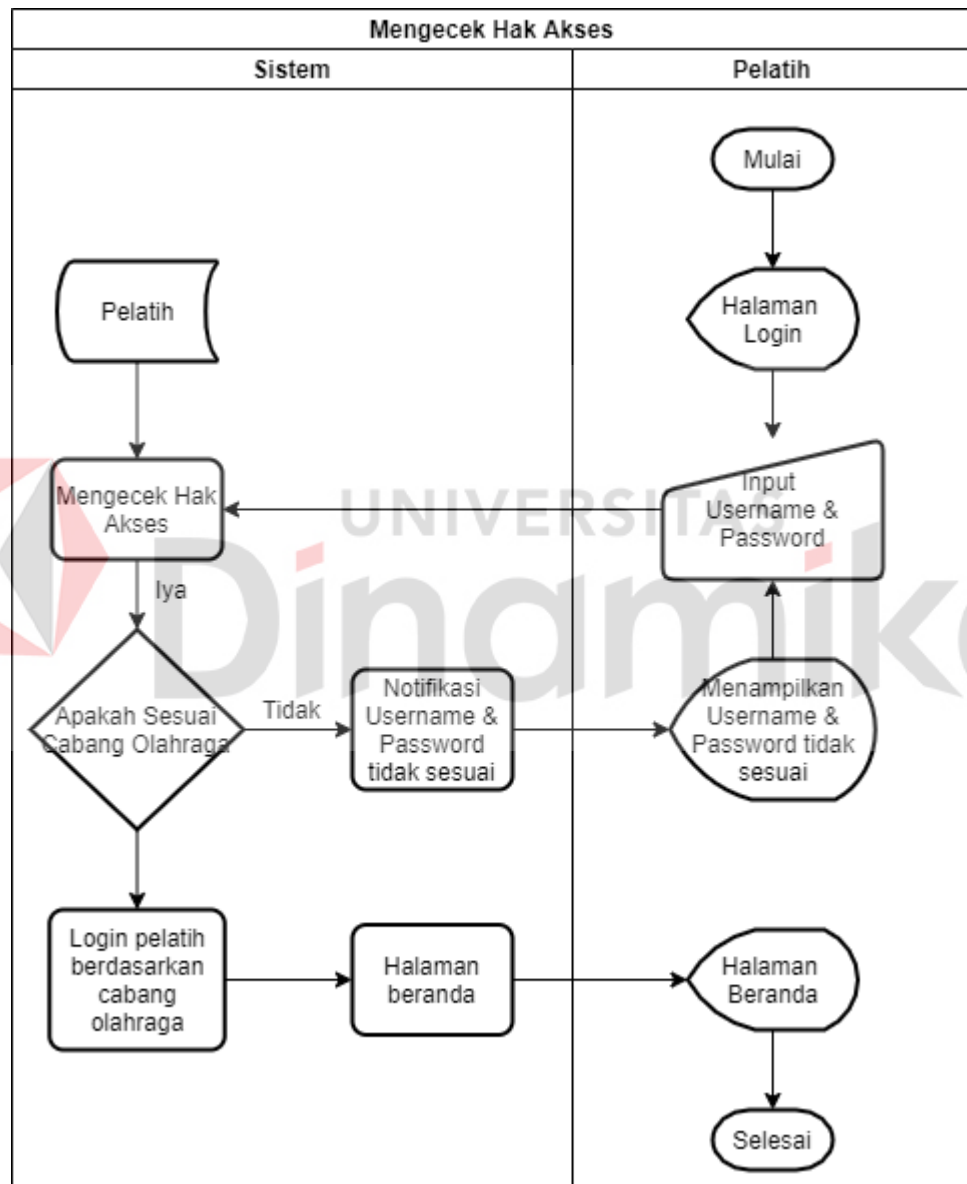 Mengecek Hak Akses
Sistem
Pelatih
Mulai
Pelatih
Halaman
Login
Mengecek Hak
Akses
Input
Username &
Password
UNIVERSITAS
Dinamika
Iya
Apakah Sesuai
Cabang Olahraga
Tidak
Notifikasi
Username &
Password
tidak sesuai
Menampilkan
Username &
Password tidak
sesuai
Login pelatih
berdasarkan
cabang
olahraga
Halaman
beranda
Halaman
Beranda
Selesai